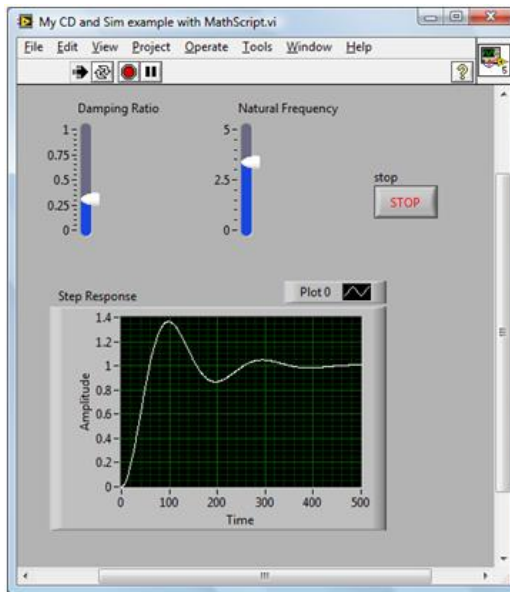 My CD and Sim example with MathScript.vi
File Edit View Project Operate Tools Window Help
?
5
Damping Ratio
Natural Frequency
1
0.75
0.5
0.25
0
5
2.5
0
stop
STOP
Step Response
Plot 0
1.4
1.2
1
0.8
0.6
0.4
0.2
0
Amplitude
0 100 200 300 400 500
Time